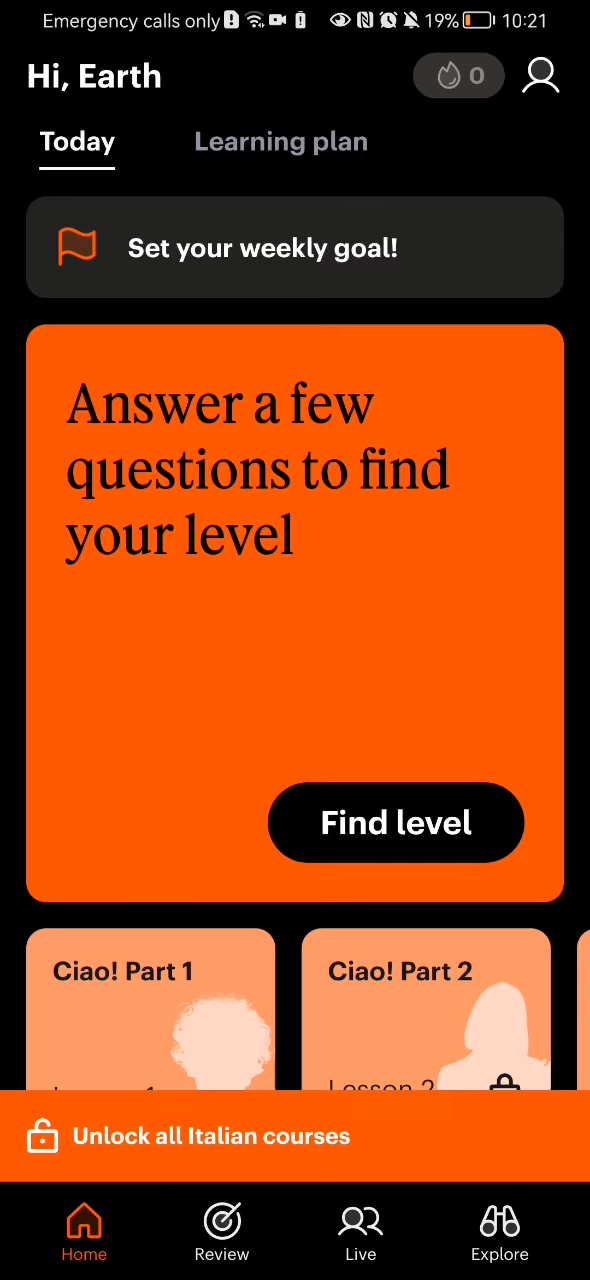 Emergency calls only 19% 10:21
Hi, Earth 0
Today Learning plan
Set your weekly goal!
Answer a few
questions to find
your level
Find level
Ciao! Part 1 Ciao! Part 2
Lesson 2
Unlock all Italian courses
Home Review Live Explore